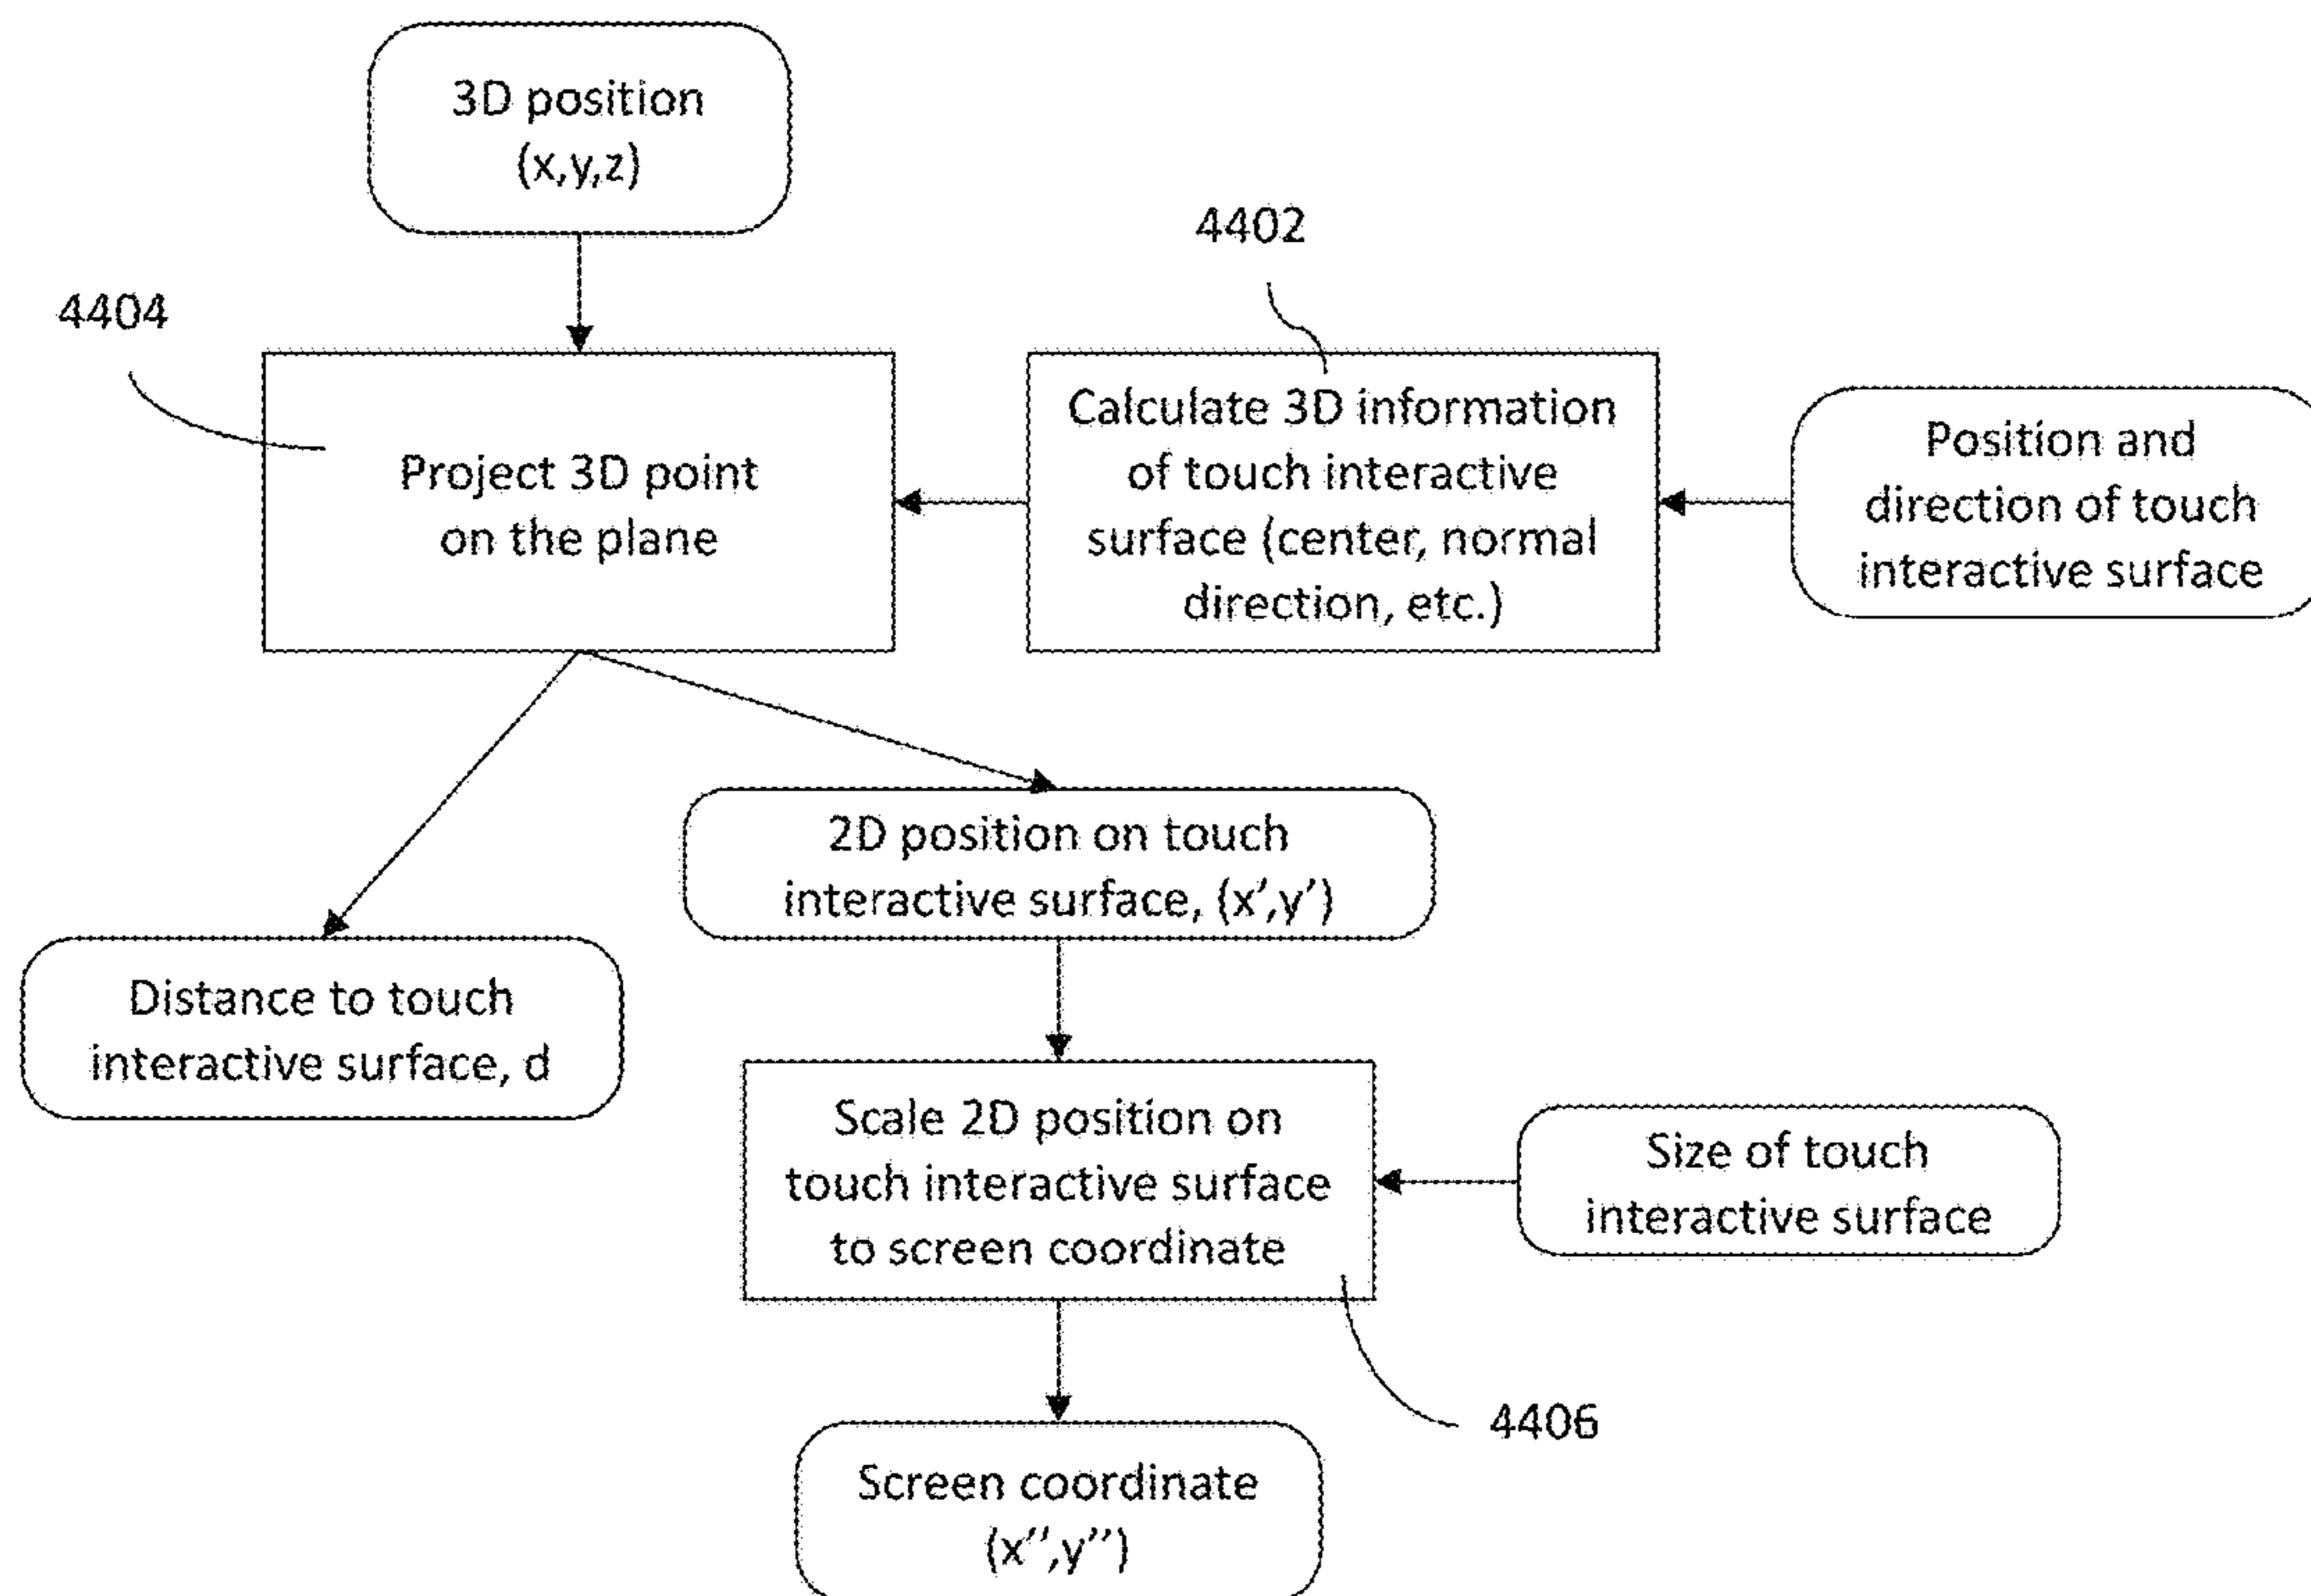 3D position
(x,y,z)
4402
4404
Calculate 3D information
of touch interactive
surface (center, normal
direction, etc.)
Project 3D point
on the plane
Position and
direction of touch
interactive surface
2D position on touch
interactive surface, (x',y')
Distance to touch
interactive surface, d
Scale 2D position on
touch interactive surface
to screen coordinate
Size of touch
interactive surface
4406
Screen coordinate
(x'',y'')